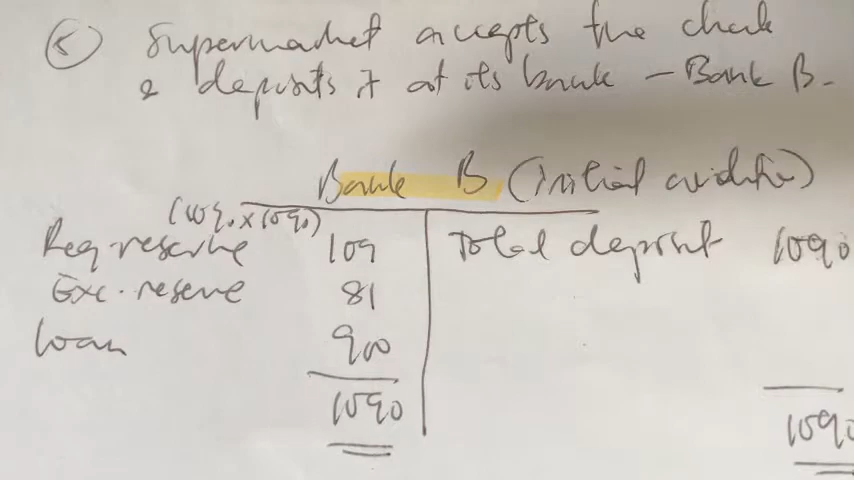 (5) Supermarket accepts the check
& deposits it at its bank – Bank B.
Bank B (initial condition)
(10% × 1090)
Req. reserve 109 Total deposit 1090
Exc. reserve 81
Loan 900
1090 1090